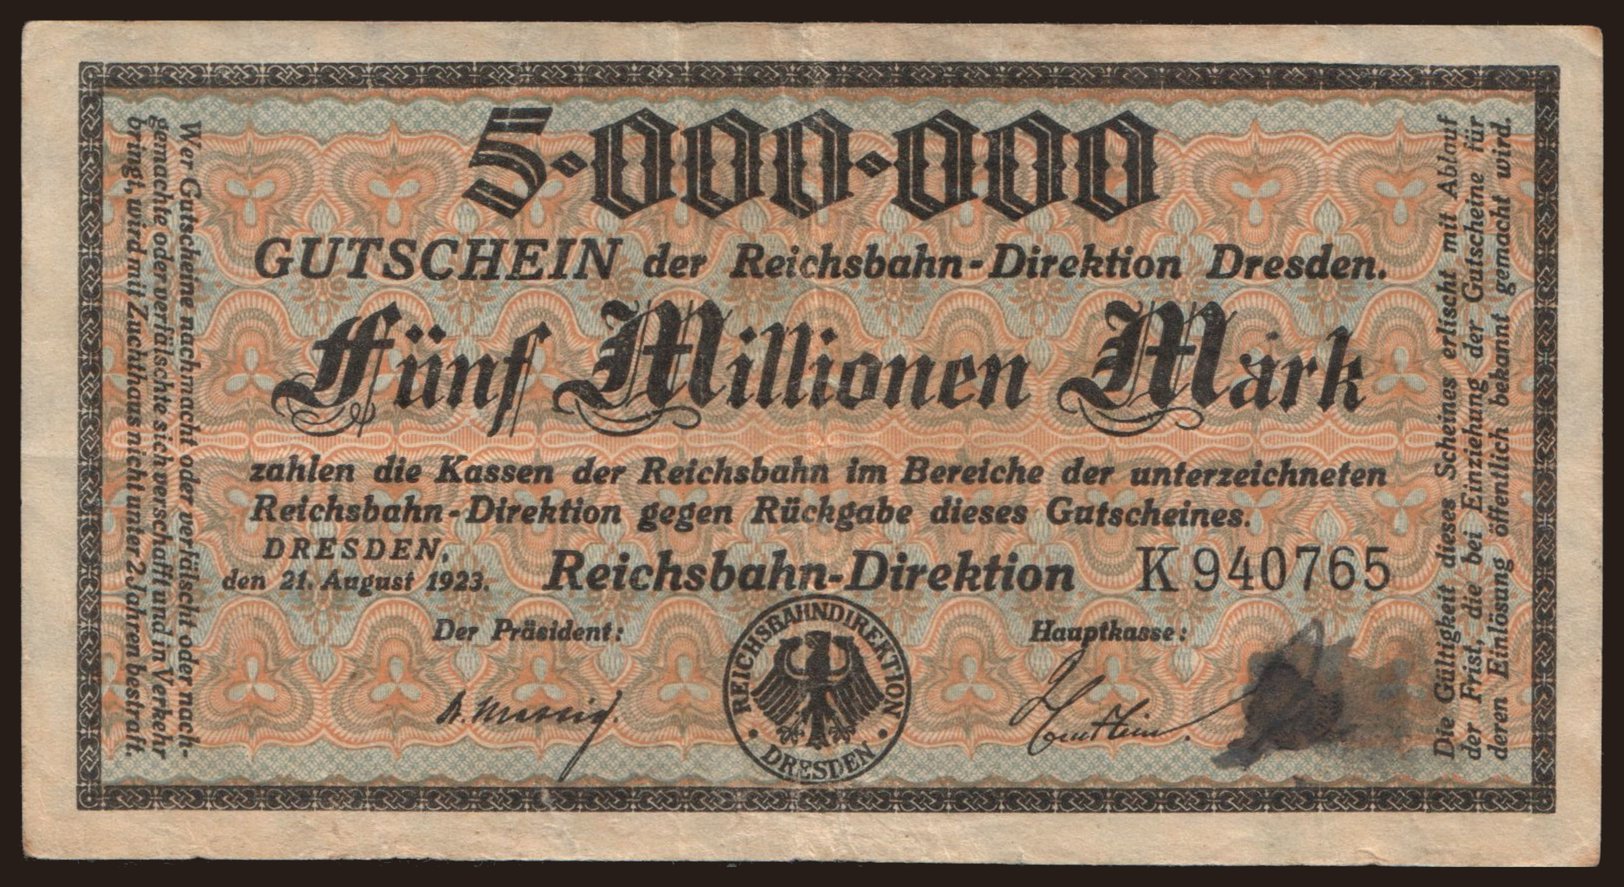 5·000·000
GUTSCHEIN der Reichsbahn-Direktion Dresden.
Fünf Millionen Mark
zahlen die Kassen der Reichsbahn im Bereiche der unterzeichneten
Reichsbahn-Direktion gegen Rückgabe dieses Gutscheines.
DRESDEN,
den 21. August 1923.
Reichsbahn-Direktion
K 940765
Der Präsident:
Hauptkasse:
REICHSBAHNDIREKTION
· DRESDEN ·
Wer Gutscheine nachmacht oder verfälscht oder nach-
gemachte oder verfälschte sich verschafft und in Verkehr
bringt, wird mit Zuchthaus nicht unter 2 Jahren bestraft.
Die Gültigkeit dieses Scheines erlischt mit Ablauf
der Frist, die bei Einziehung der Gutscheine für
deren Einlösung öffentlich bekannt gemacht wird.